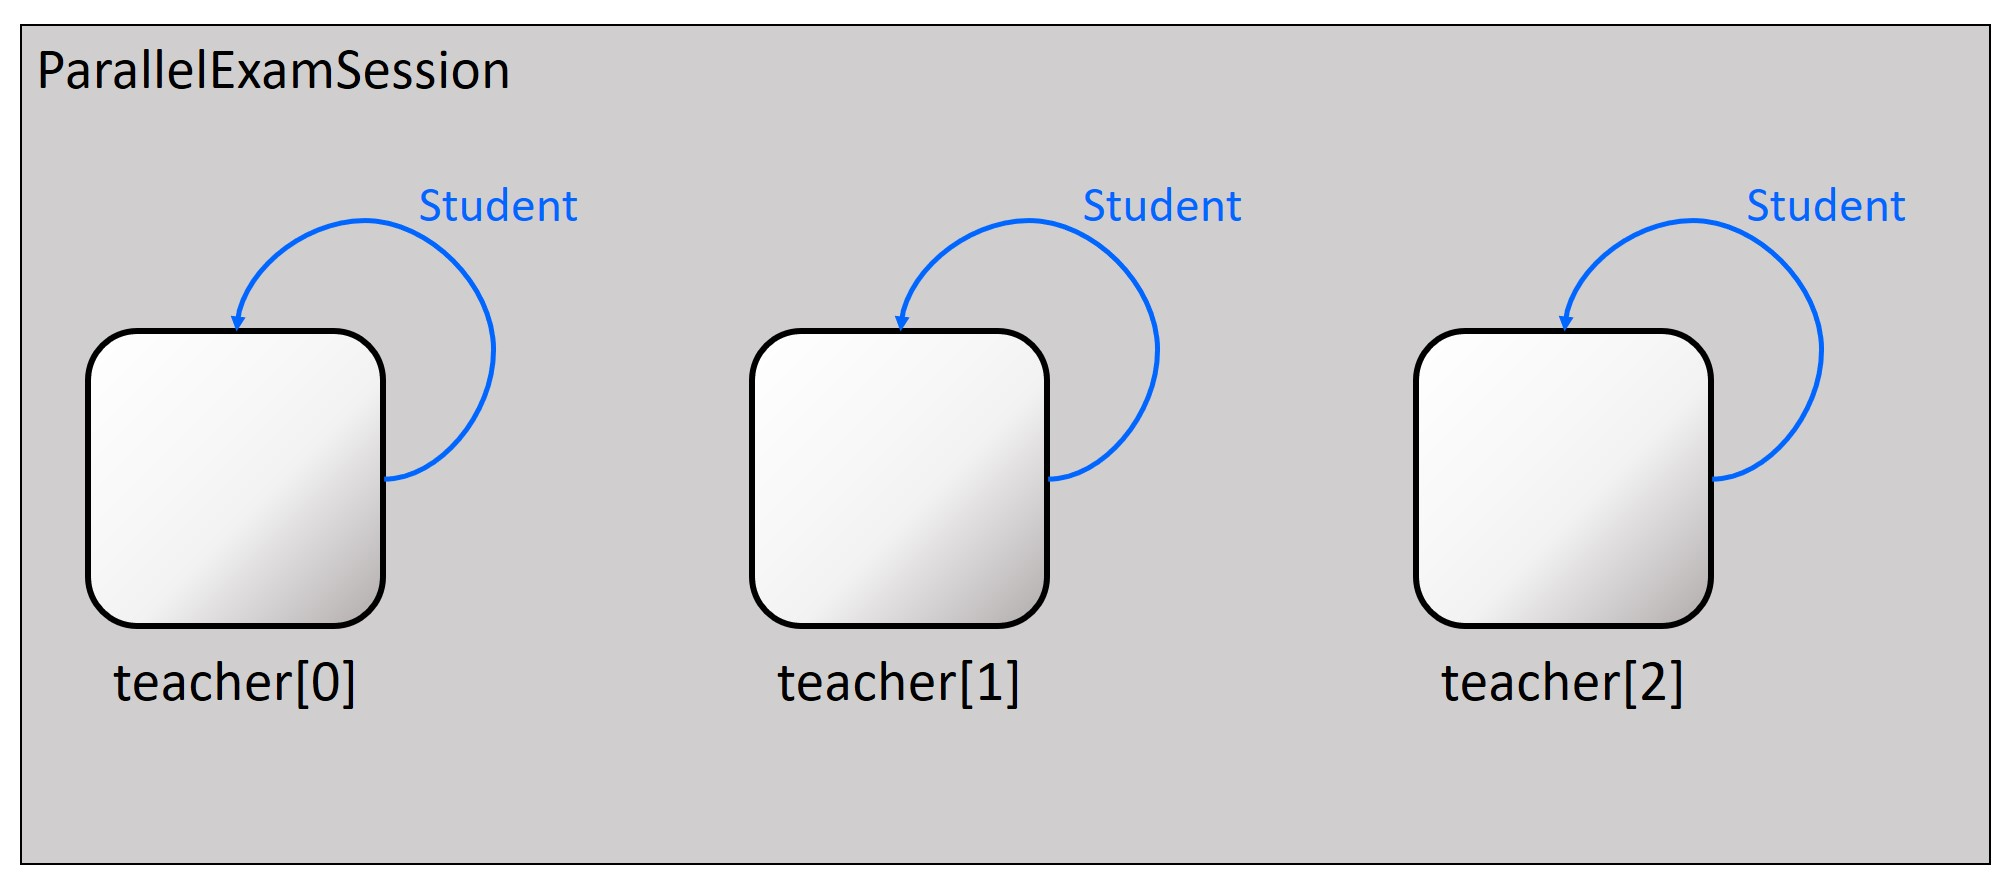 ParallelExamSession
Student
Student
Student
teacher[0]
teacher[1]
teacher[2]